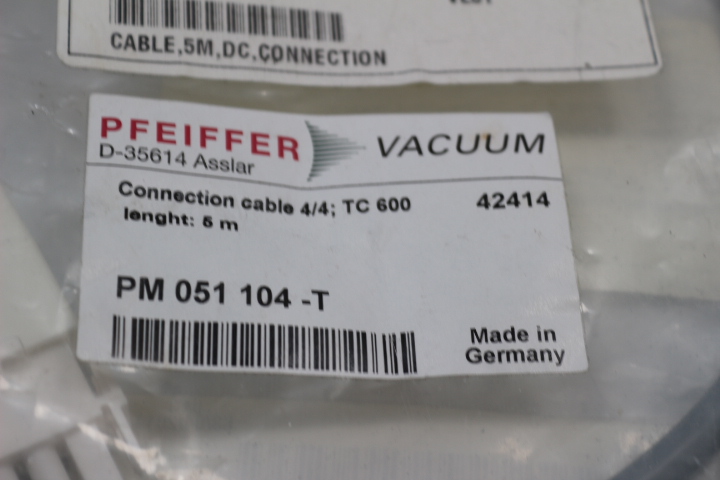 CABLE,5M,DC,CONNECTION
PFEIFFER VACUUM
D-35614 Asslar
Connection cable 4/4; TC 600 42414
lenght: 5 m
PM 051 104 -T
Made in
Germany